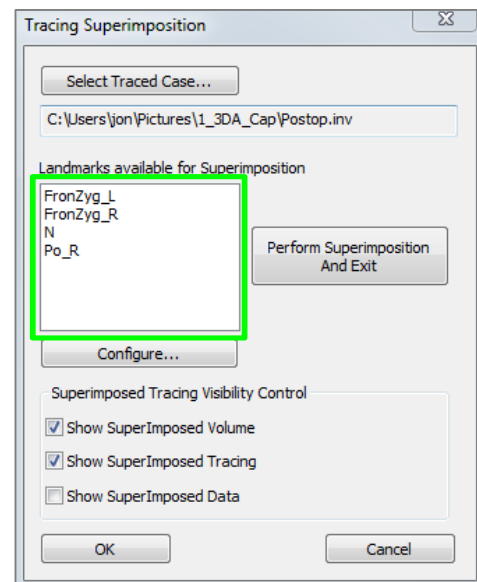 Tracing Superimposition
Select Traced Case...
C:\Users\jon\Pictures\1_3DA_Cap\Postop.inv
Landmarks available for Superimposition
FronZyg_L
FronZyg_R
N
Po_R
Perform Superimposition
And Exit
Configure...
Superimposed Tracing Visibility Control
Show SuperImposed Volume
Show SuperImposed Tracing
Show SuperImposed Data
OK
Cancel